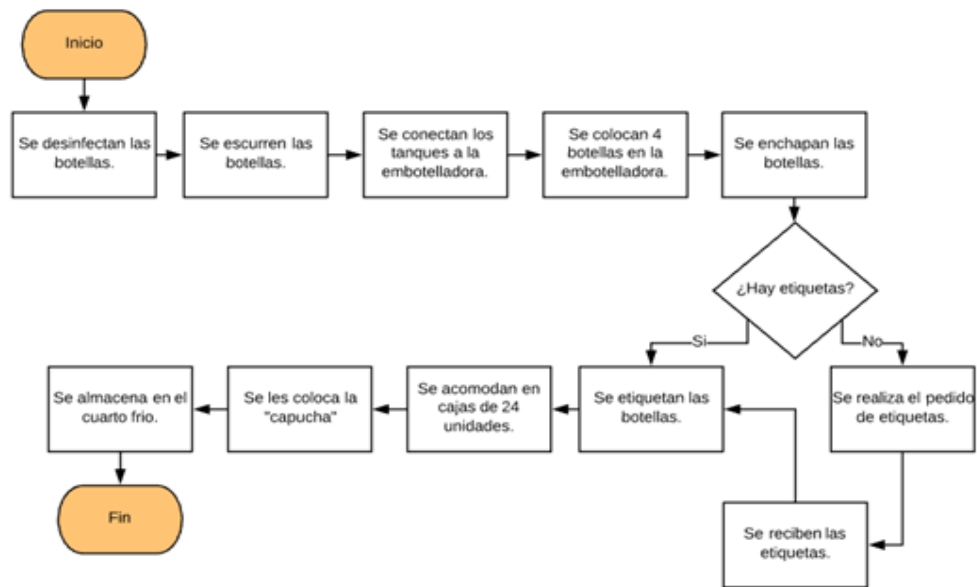 Inicio
Se desinfectan las
botellas.
Se escurren las
botellas.
Se conectan los
tanques a la
embotelladora.
Se colocan 4
botellas en la
embotelladora.
Se enchapan las
botellas.
¿Hay etiquetas?
Si
No
Se realiza el pedido
de etiquetas.
Se reciben las
etiquetas.
Se etiquetan las
botellas.
Se acomodan en
cajas de 24
unidades.
Se les coloca la
"capucha"
Se almacena en el
cuarto frio.
Fin